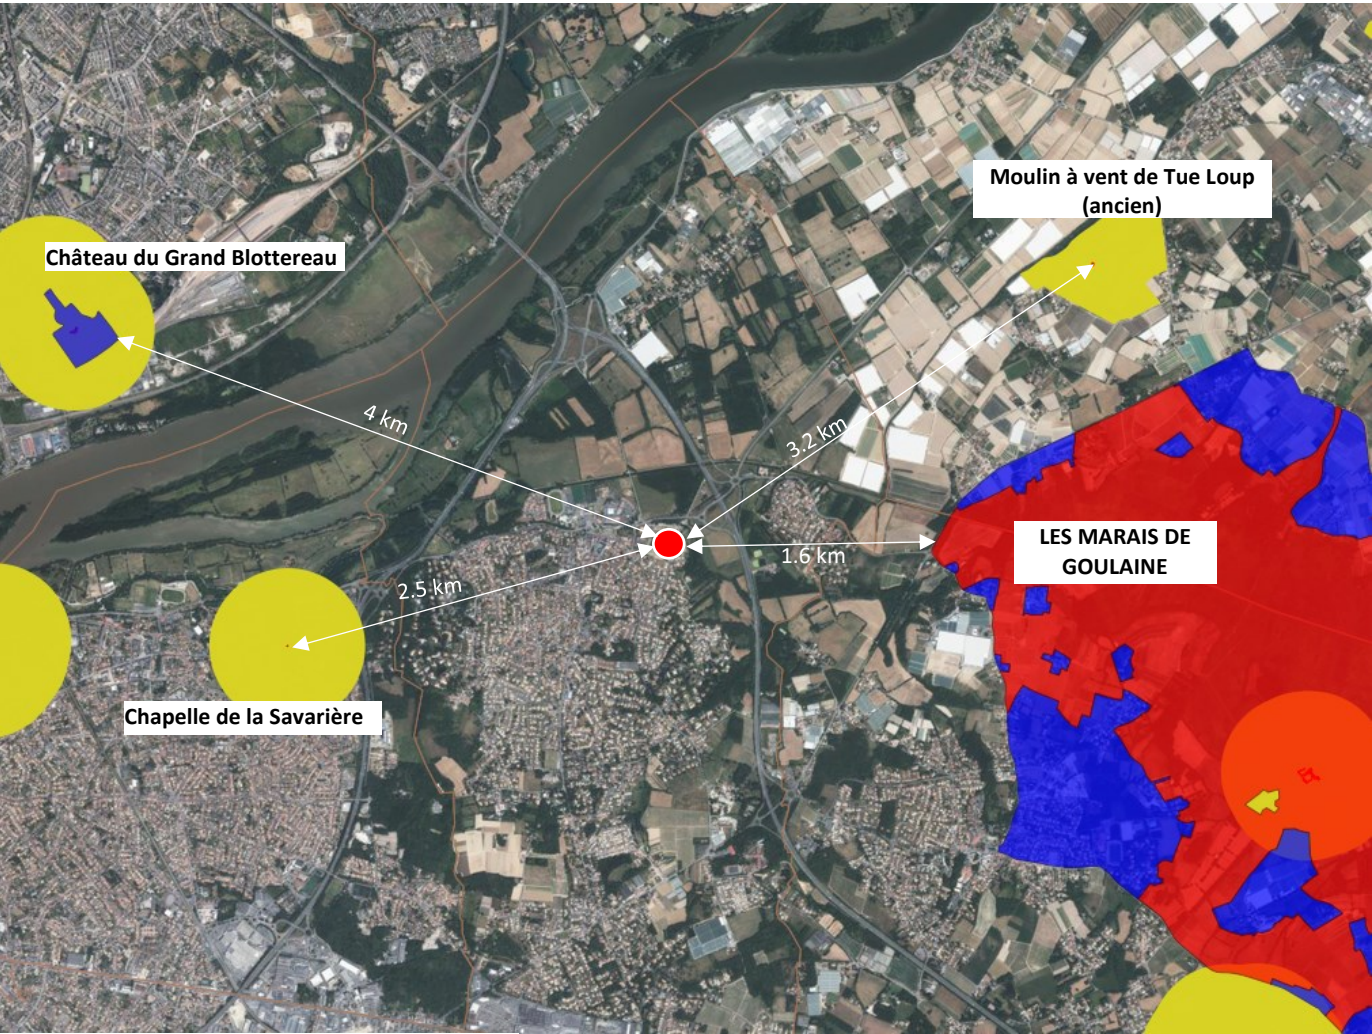 Moulin à vent de Tue Loup
(ancien)
Château du Grand Blottereau
4 km
3.2 km
LES MARAIS DE
GOULAINE
1.6 km
2.5 km
Chapelle de la Savarière